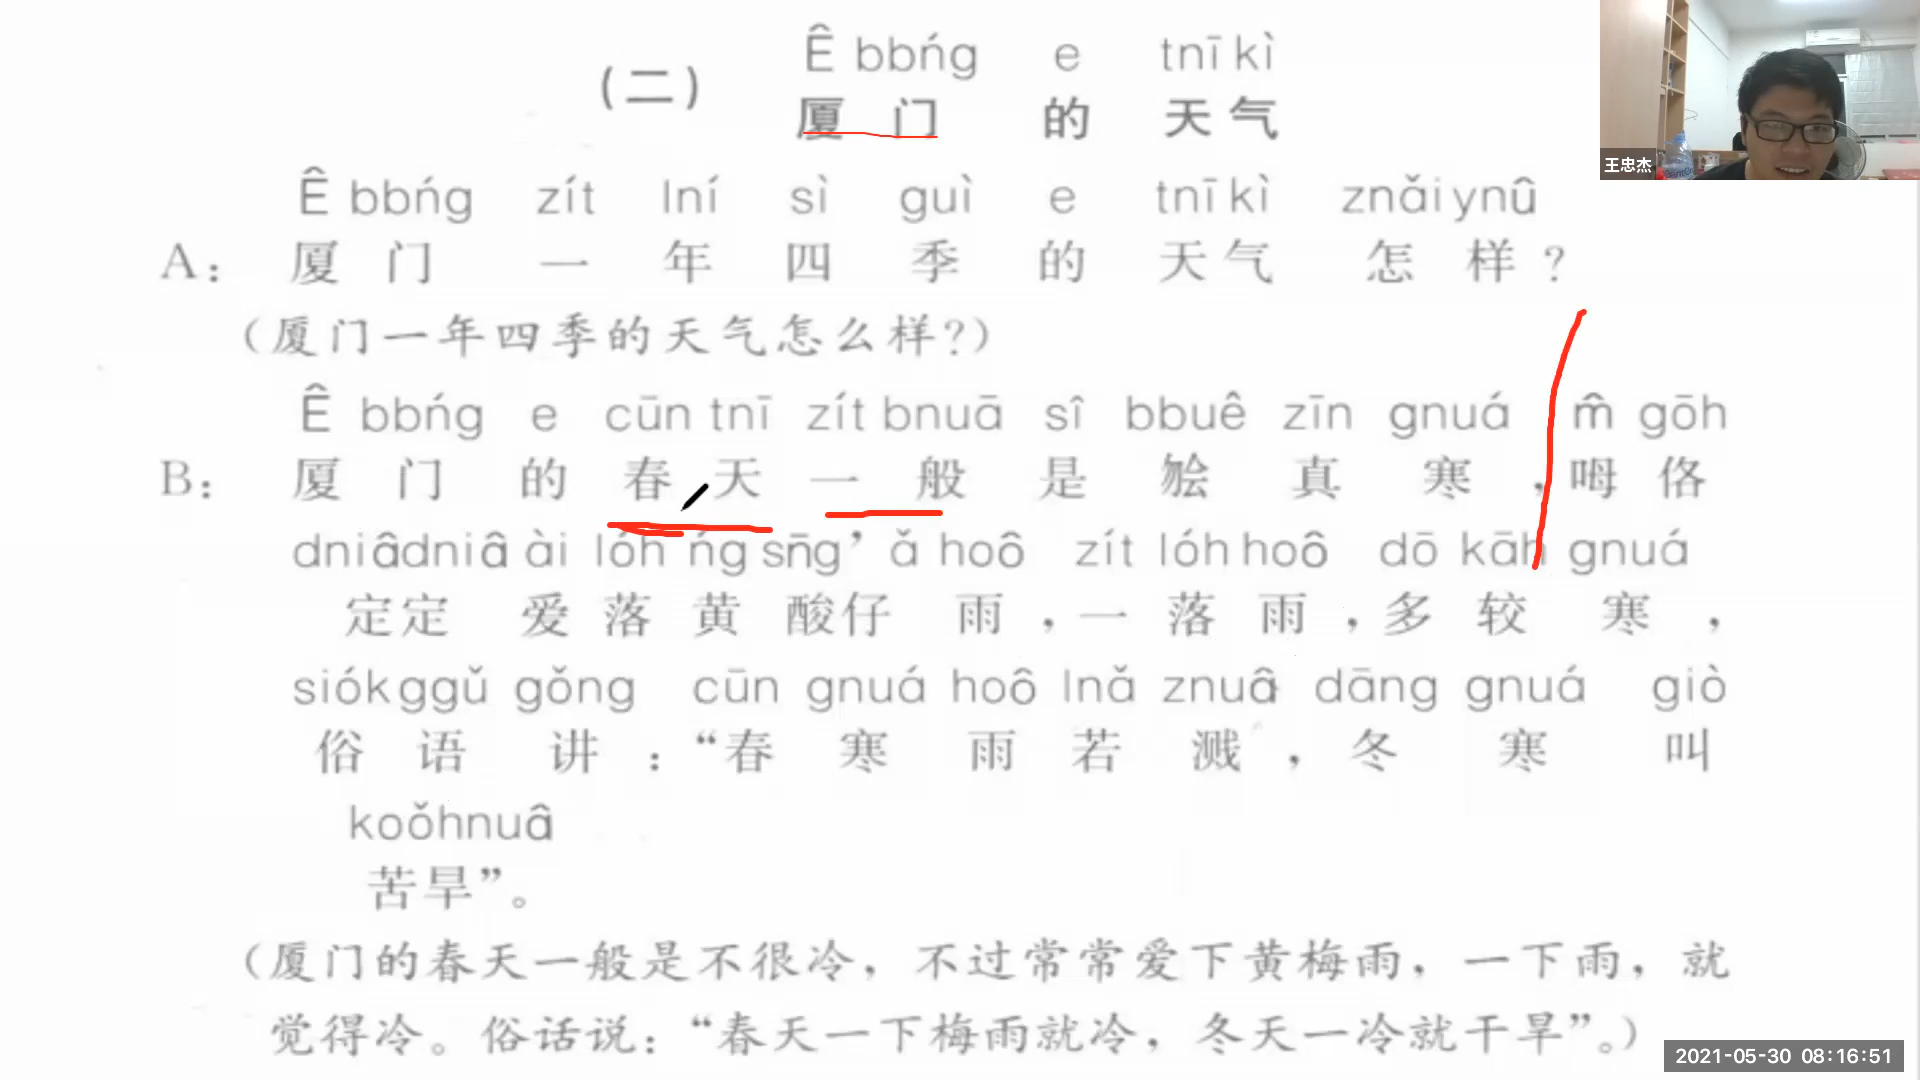 Ê bbńg e tnī kì
(二) 厦门的天气
王忠杰
Ê bbńg zít lní sì guì e tnī kì znǎi ynû
A：厦门一年四季的天气怎样？
（厦门一年四季的天气怎么样?）
Ê bbńg e cūn tnī zít bnuā sî bbuê zīn gnuá m̂ gōh
B：厦门的春天一般是𣍐真寒，呣佫
dniâdniâ ài lóh ńg sn̄g’ ǎ hoô zít lóh hoô dō kāh gnuá
定定爱落黄酸仔雨，一落雨，多较寒，
siók ggǔ gǒng cūn gnuá hoô lnǎ znuâ dāng gnuá giò
俗语讲：“春寒雨若溅，冬寒叫
koǒhnuâ
苦旱”。
（厦门的春天一般是不很冷，不过常常爱下黄梅雨，一下雨，就
觉得冷。俗话说：“春天一下梅雨就冷，冬天一冷就干旱”。）
2021-05-30 08:16:51